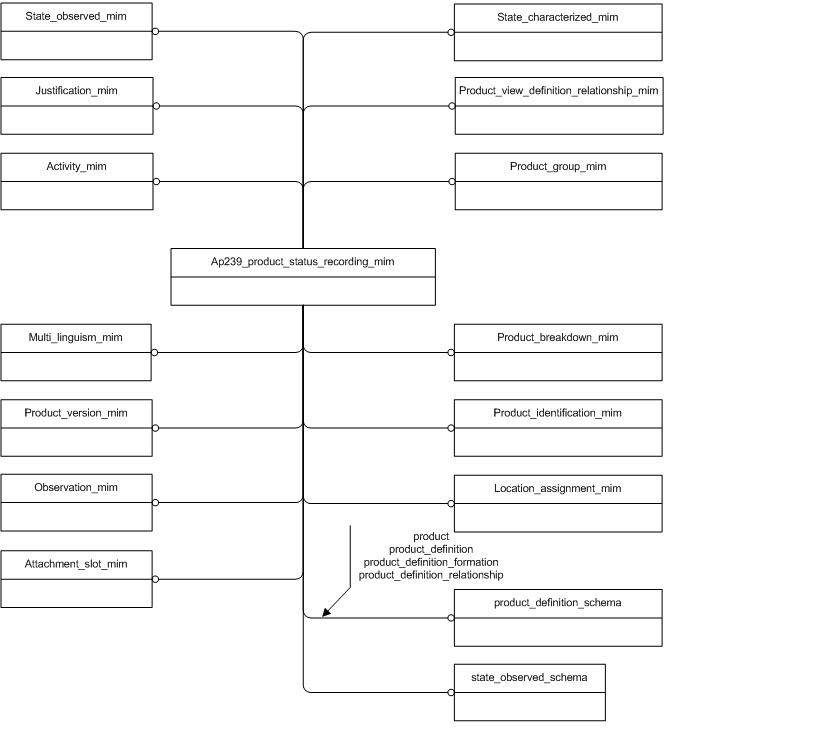 State_observed_mim
State_characterized_mim
Justification_mim
Product_view_definition_relationship_mim
Activity_mim
Product_group_mim
Ap239_product_status_recording_mim
Multi_linguism_mim
Product_breakdown_mim
Product_version_mim
Product_identification_mim
Observation_mim
Location_assignment_mim
product
product_definition
product_definition_formation
product_definition_relationship
Attachment_slot_mim
product_definition_schema
state_observed_schema